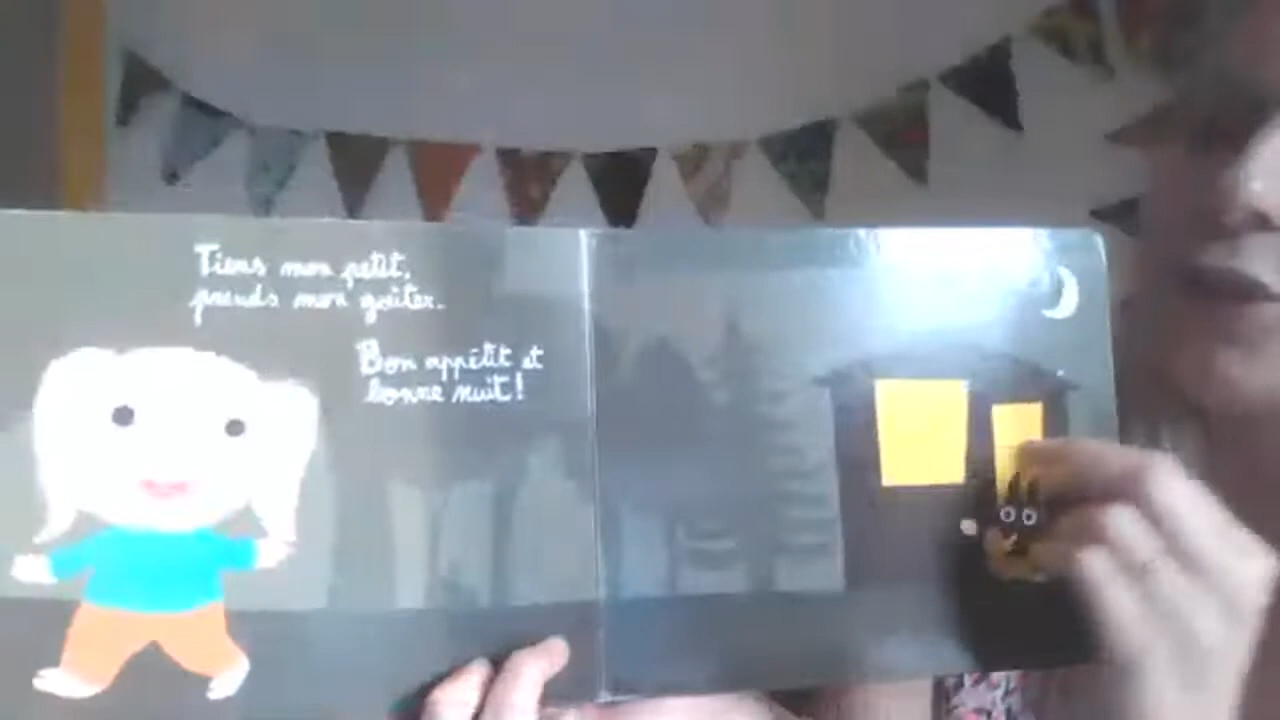 Tiens mon petit,
prends mon goûter.
Bon appétit et
bonne nuit!